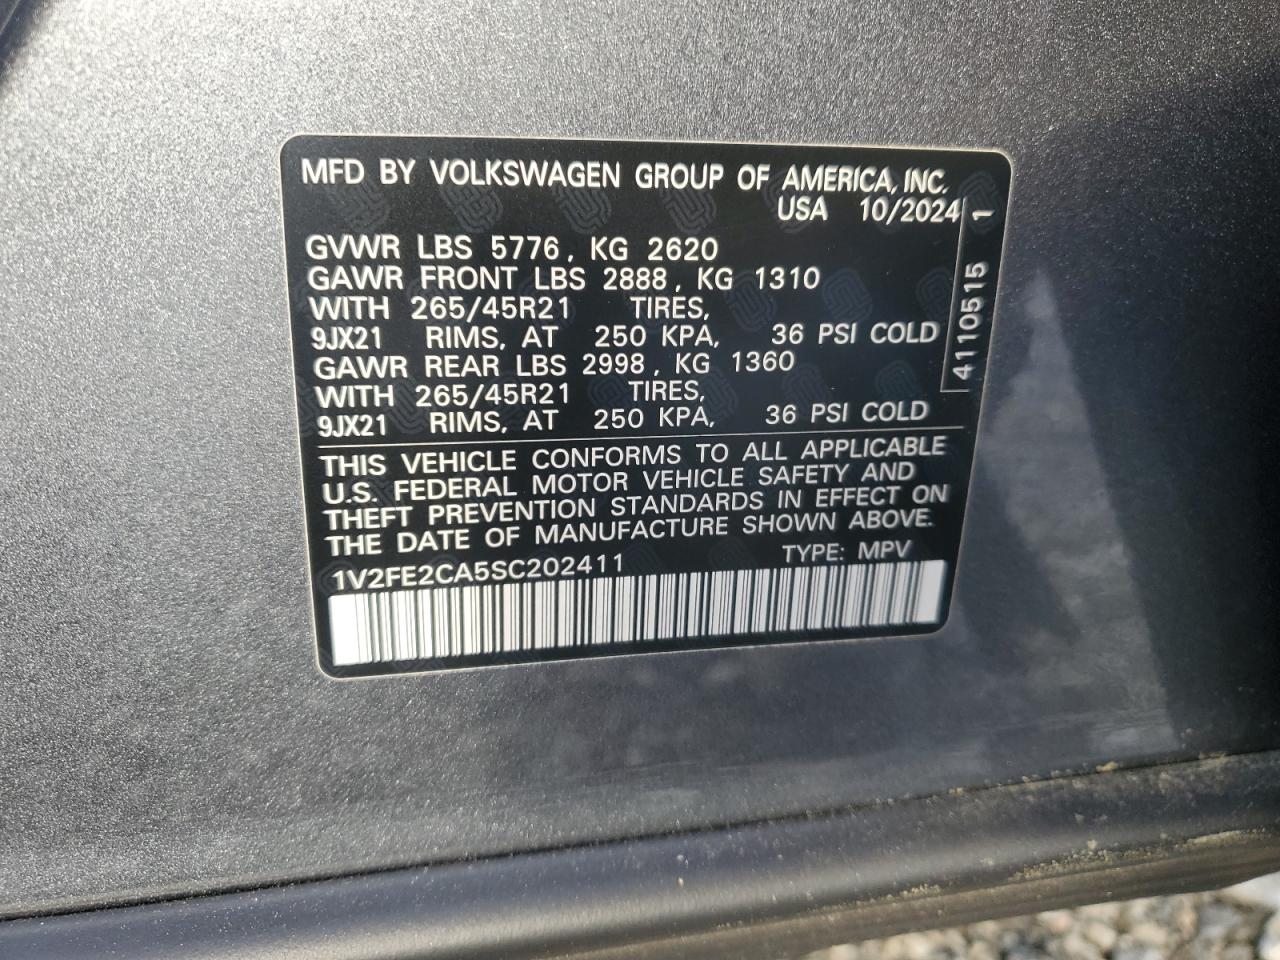 MFD BY VOLKSWAGEN GROUP OF AMERICA, INC.
USA 10/2024
GVWR LBS 5776, KG 2620
GAWR FRONT LBS 2888, KG 1310
WITH 265/45R21 TIRES,
9JX21 RIMS, AT 250 KPA, 36 PSI COLD
GAWR REAR LBS 2998, KG 1360
WITH 265/45R21 TIRES,
9JX21 RIMS, AT 250 KPA, 36 PSI COLD
4110515 1
THIS VEHICLE CONFORMS TO ALL APPLICABLE
U.S. FEDERAL MOTOR VEHICLE SAFETY AND
THEFT PREVENTION STANDARDS IN EFFECT ON
THE DATE OF MANUFACTURE SHOWN ABOVE.
1V2FE2CA5SC202411 TYPE: MPV